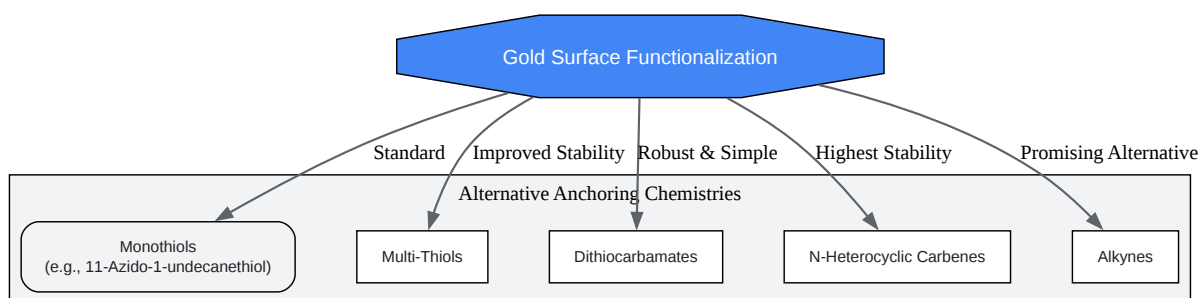 Gold Surface Functionalization
Standard
Improved Stability
Robust & Simple
Highest Stability
Promising Alternative
Alternative Anchoring Chemistries
Monothiols
(e.g., 11-Azido-1-undecanethiol)
Multi-Thiols
Dithiocarbamates
N-Heterocyclic Carbenes
Alkynes